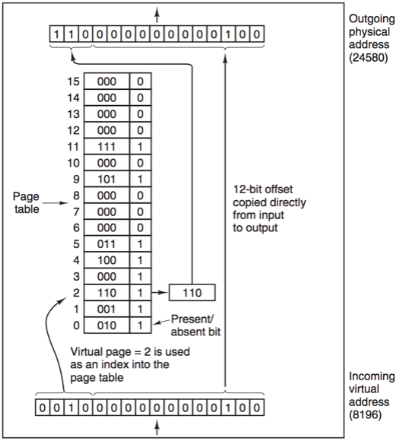 Outgoing
physical
address
(24580)
1 1 0 0 0 0 0 0 0 0 0 0 1 0 0
15 000 0
14 000 0
13 000 0
12 000 0
11 111 1
10 000 0
9 101 1
8 000 0
7 000 0
6 000 0
5 011 1
4 100 1
3 000 1
2 110 1 110
1 001 1
0 010 1
Page
table
12-bit offset
copied directly
from input
to output
Present/
absent bit
Virtual page = 2 is used
as an index into the
page table
0 0 1 0 0 0 0 0 0 0 0 0 0 1 0 0
Incoming
virtual
address
(8196)